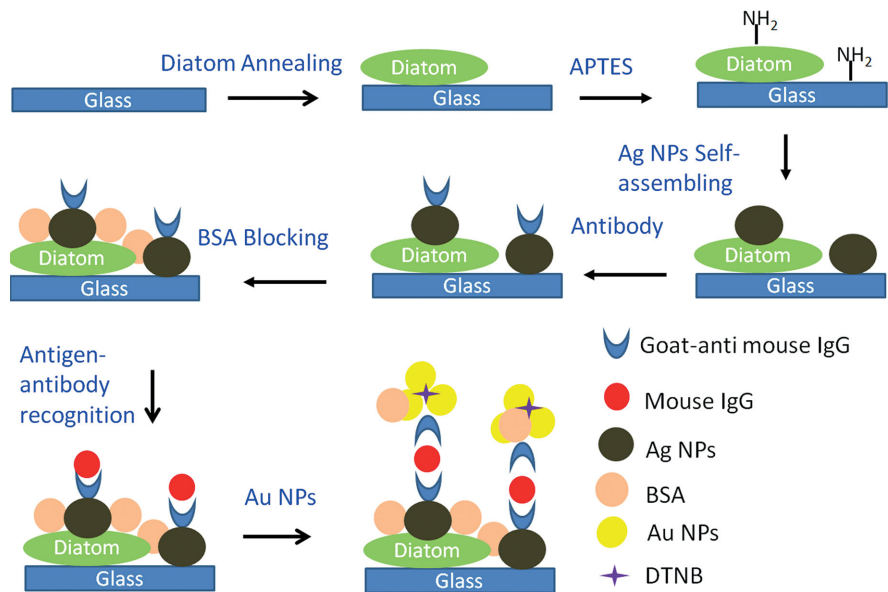 Glass
Diatom Annealing
Diatom
Glass
APTES
NH2
NH2
Diatom
Glass
Ag NPs Self-
assembling
Diatom
Glass
Antibody
Diatom
Glass
BSA Blocking
Diatom
Glass
Antigen-
antibody
recognition
Diatom
Glass
Au NPs
Diatom
Glass
Goat-anti mouse IgG
Mouse IgG
Ag NPs
BSA
Au NPs
DTNB